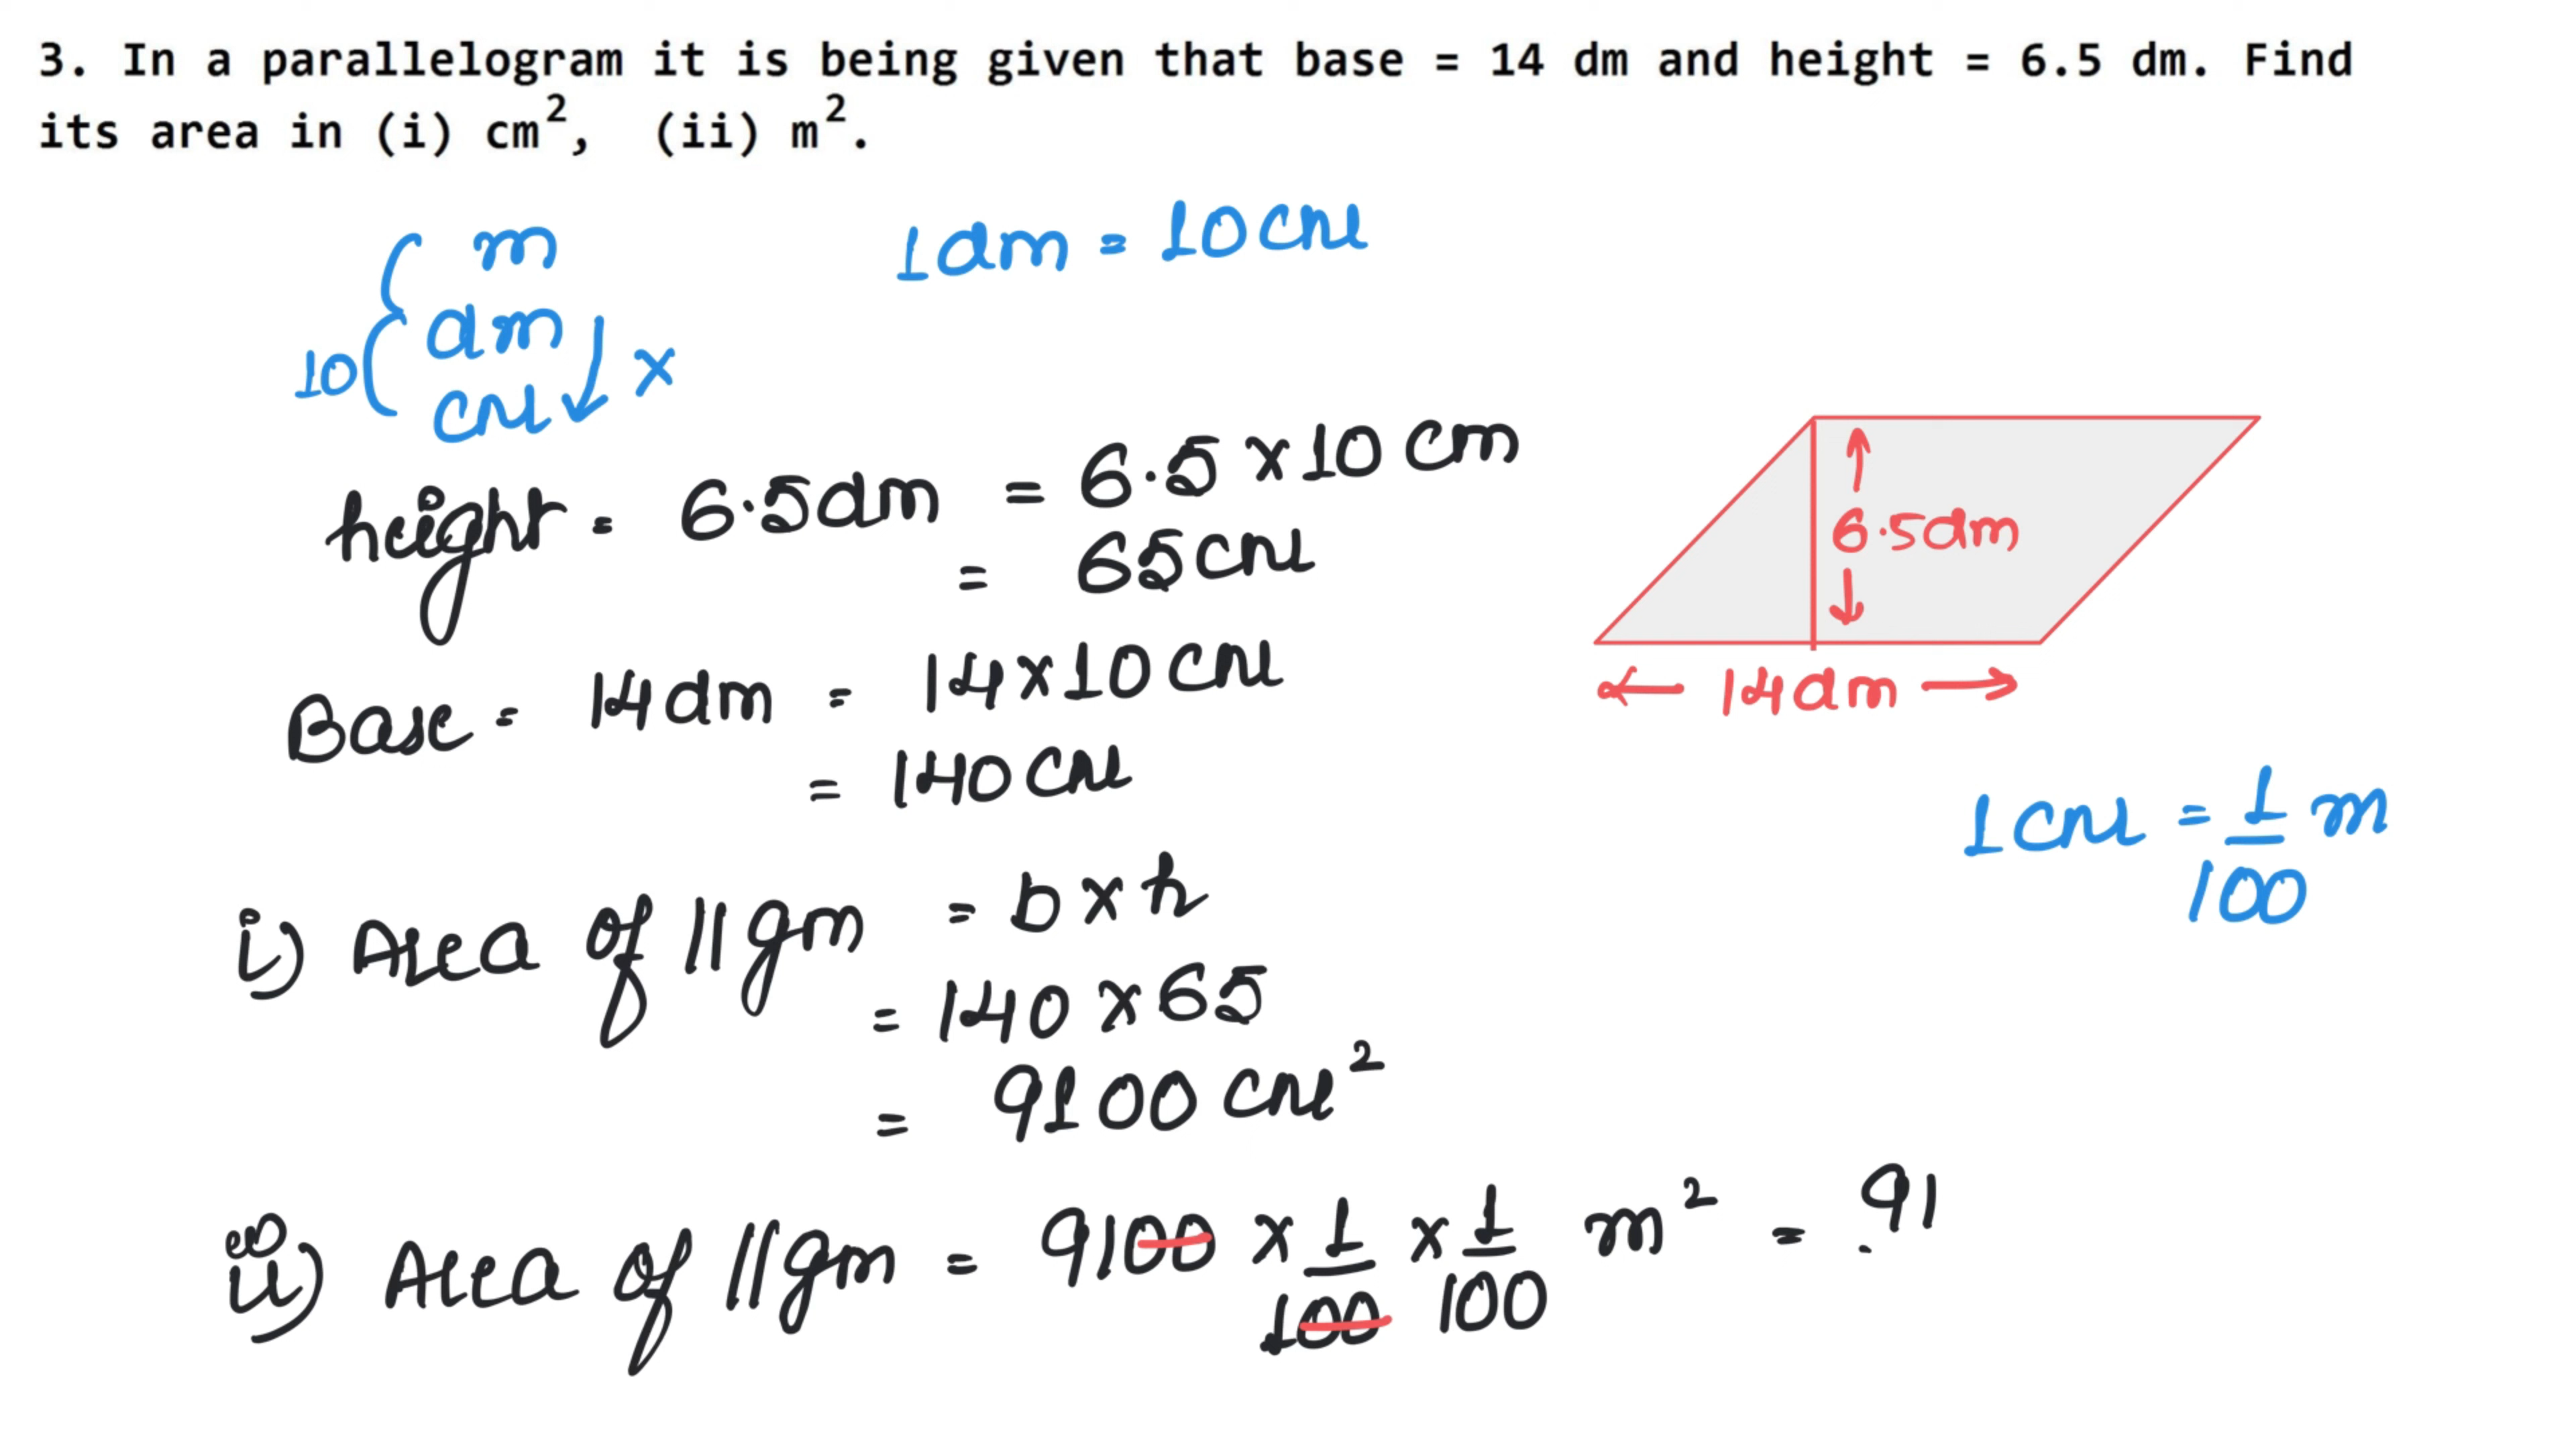 3. In a parallelogram it is being given that base = 14 dm and height = 6.5 dm. Find
its area in (i) cm², (ii) m².
m
dm
cm
10
x
1dm = 10cm
height = 6.5dm = 6.5 x10 cm
= 65cm
Base = 14dm = 14x10cm
= 140cm
6.5dm
14dm
1cm = 1/100 m
i) Area of ||gm = b x h
= 140 x 65
= 9100 cm²
ii) Area of ||gm = 9100 x 1/100 x 1/100 m² = .91